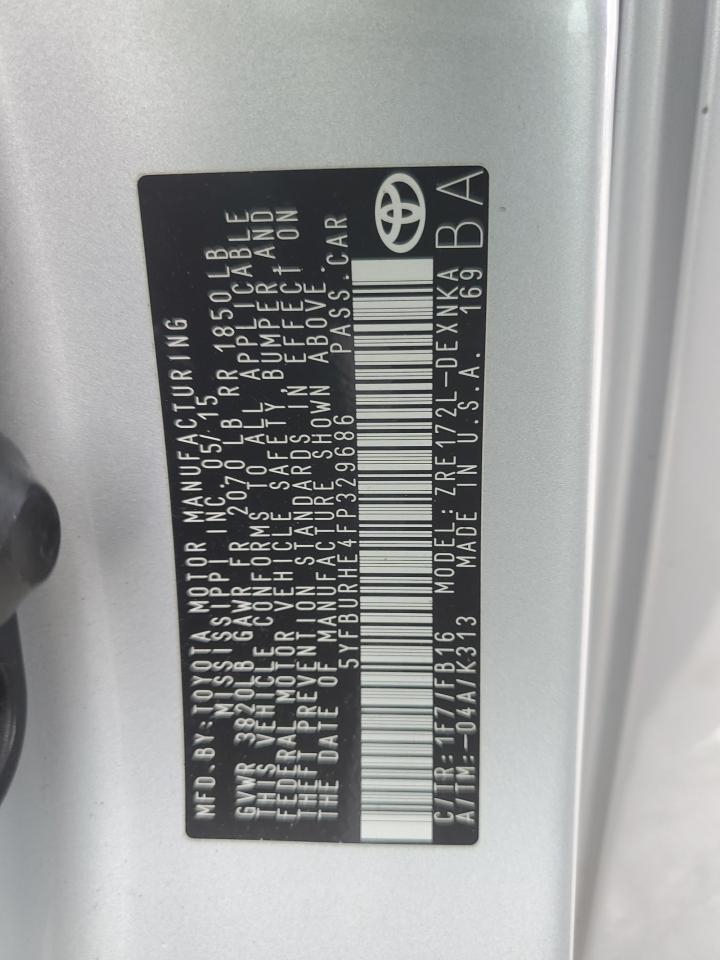 MFD.BY:TOYOTA MOTOR MANUFACTURING
MISSISSIPPI INC.05/15
GVWR 3820LB GAWR FR 2070LB RR 1850LB
THIS VEHICLE CONFORMS TO ALL APPLICABLE
FEDERAL MOTOR VEHICLE SAFETY,BUMPER,AND
THEFT PREVENTION STANDARDS IN EFFECT ON
THE DATE OF MANUFACTURE SHOWN ABOVE.
5YFBURHE4FP329686 PASS.CAR
C/TR:1F7/FB16 MODEL:ZRE172L-DEXNKA
A/TM:-04A/K313 MADE IN U.S.A. 169
BA